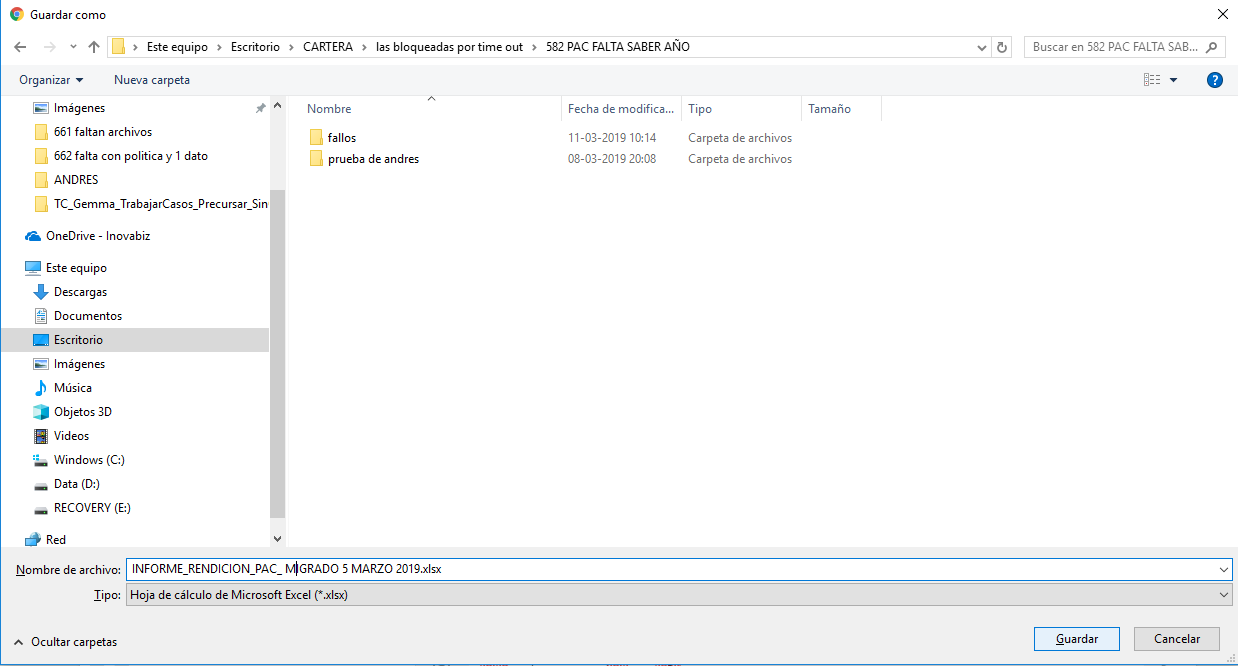 Guardar como
Este equipo > Escritorio > CARTERA > las bloqueadas por time out > 582 PAC FALTA SABER AÑO
Buscar en 582 PAC FALTA SAB...
Organizar
Nueva carpeta
?
Imágenes
661 faltan archivos
662 falta con politica y 1 dato
ANDRES
TC_Gemma_TrabajarCasos_Precursar_Sin
OneDrive - Inovabiz
Este equipo
Descargas
Documentos
Escritorio
Imágenes
Música
Objetos 3D
Videos
Windows (C:)
Data (D:)
RECOVERY (E:)
Red
Nombre Fecha de modifica... Tipo Tamaño
fallos 11-03-2019 10:14 Carpeta de archivos
prueba de andres 08-03-2019 20:08 Carpeta de archivos
Nombre de archivo: INFORME_RENDICION_PAC_ MIGRADO 5 MARZO 2019.xlsx
Tipo: Hoja de cálculo de Microsoft Excel (*.xlsx)
Ocultar carpetas
Guardar
Cancelar